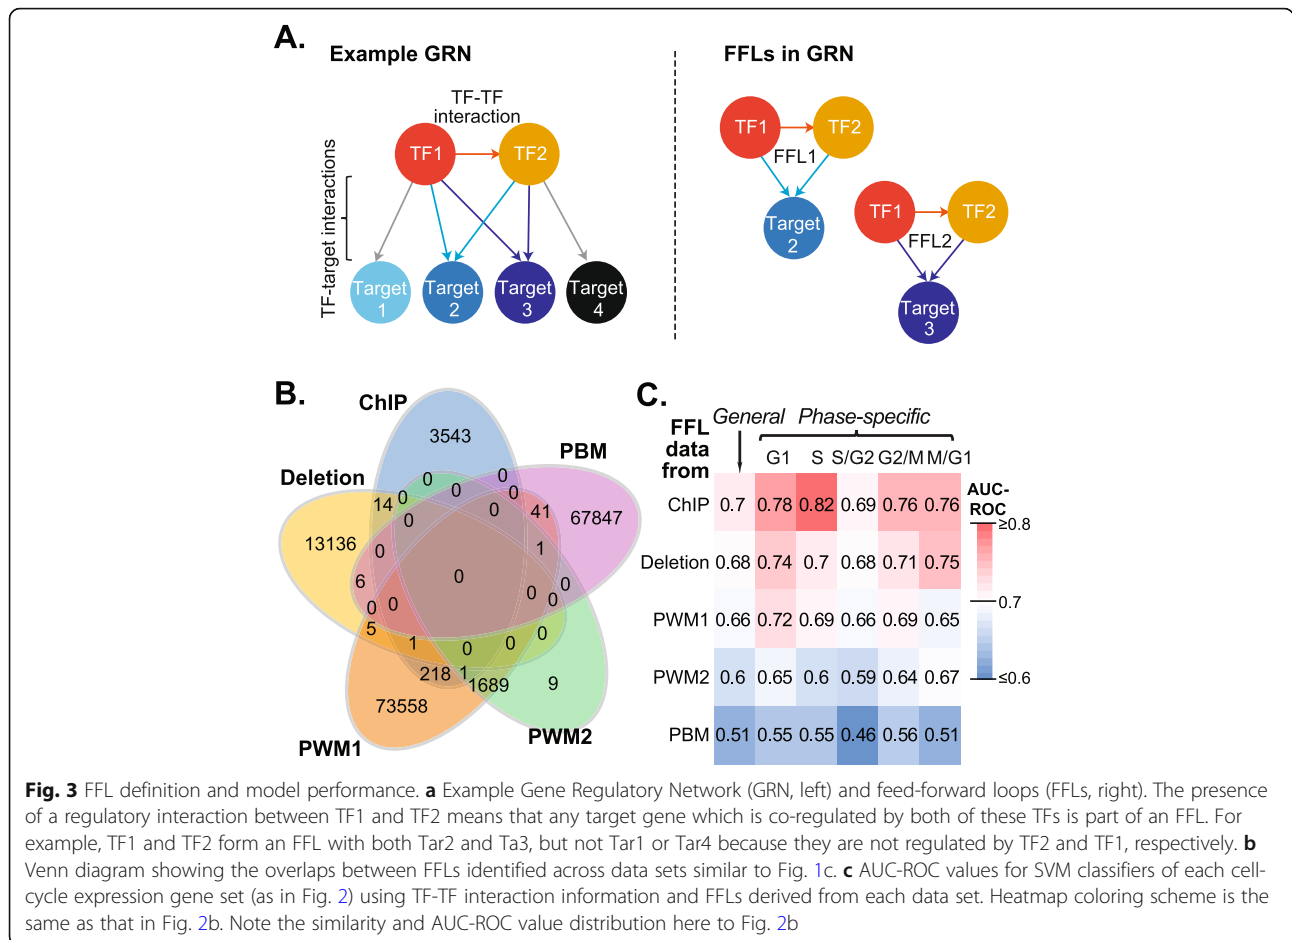 A.
Example GRN
FFLs in GRN
TF-TF
interaction
TF-target interactions
TF1
TF2
Target
1
Target
2
Target
3
Target
4
TF1
TF2
FFL1
Target
2
TF1
TF2
FFL2
Target
3
B.
ChIP
PBM
Deletion
PWM1
PWM2
3543
0
0
0
0
0
14
0
0
0
41
67847
13136
0
1
6
0
0
0
0
0
0
5
1
0
0
0
218
1
1689
9
73558
C.
General
Phase-specific
FFL
data
from
G1 S S/G2 G2/M M/G1
ChIP 0.7 0.78 0.82 0.69 0.76 0.76
Deletion 0.68 0.74 0.7 0.68 0.71 0.75
PWM1 0.66 0.72 0.69 0.66 0.69 0.65
PWM2 0.6 0.65 0.6 0.59 0.64 0.67
PBM 0.51 0.55 0.55 0.46 0.56 0.51
AUC-
ROC
≥0.8
0.7
≤0.6
Fig. 3 FFL definition and model performance. a Example Gene Regulatory Network (GRN, left) and feed-forward loops (FFLs, right). The presence
of a regulatory interaction between TF1 and TF2 means that any target gene which is co-regulated by both of these TFs is part of an FFL. For
example, TF1 and TF2 form an FFL with both Tar2 and Ta3, but not Tar1 or Tar4 because they are not regulated by TF2 and TF1, respectively. b
Venn diagram showing the overlaps between FFLs identified across data sets similar to Fig. 1c. c AUC-ROC values for SVM classifiers of each cell-
cycle expression gene set (as in Fig. 2) using TF-TF interaction information and FFLs derived from each data set. Heatmap coloring scheme is the
same as that in Fig. 2b. Note the similarity and AUC-ROC value distribution here to Fig. 2b